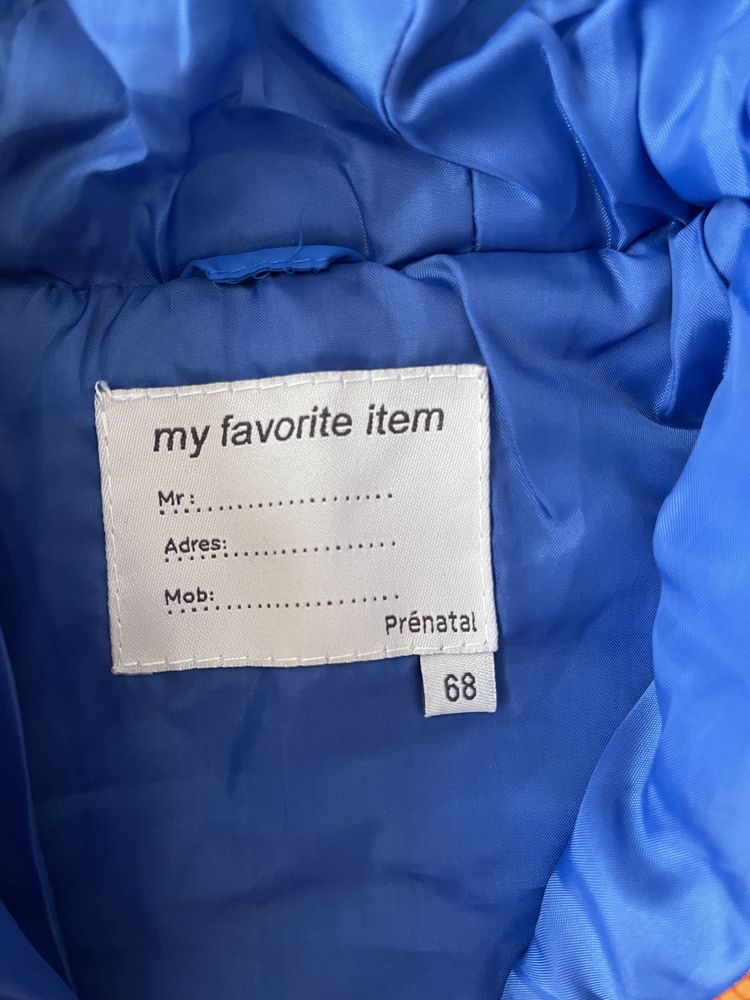 my favorite item
Mr:.....................
Adres:.................
Mob:.......................
Prénatal
68